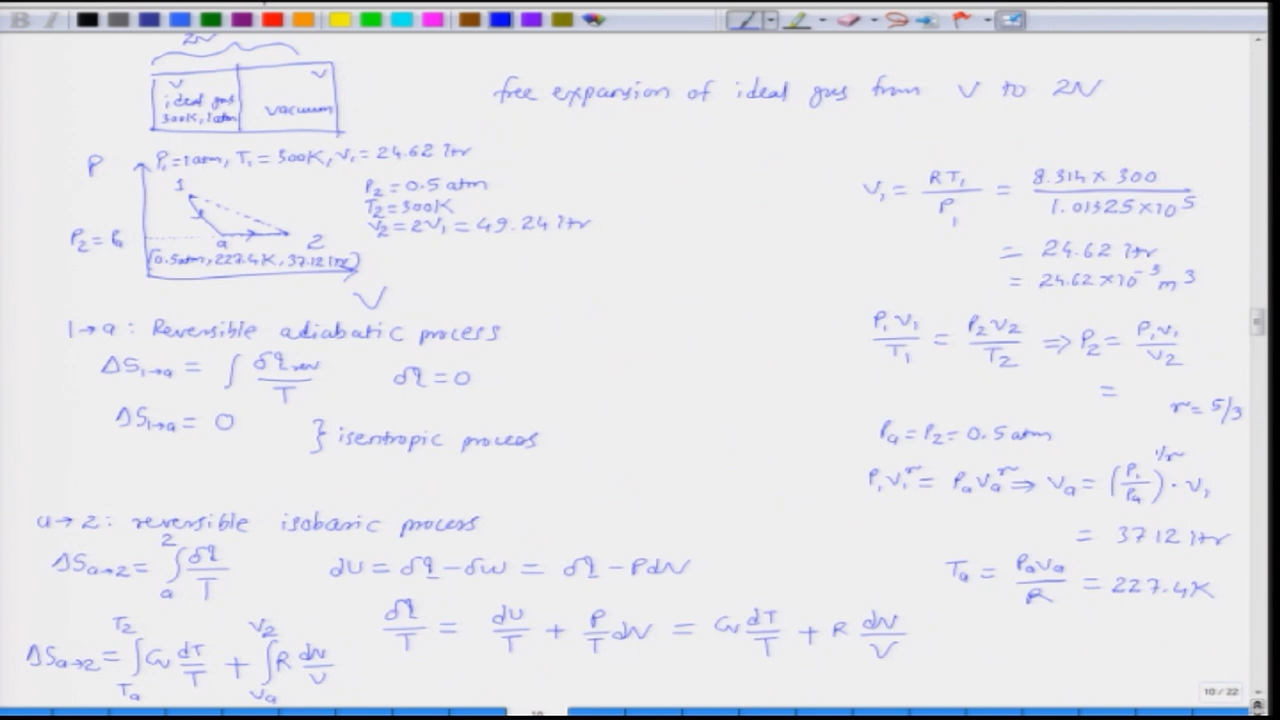 2V
V
ideal gas
300K, 1atm
V
vacuum
free expansion of ideal gas from V to 2V
P
P₁=1atm, T₁=300K, V₁=24.62 ltr
1
P₂=0.5 atm
T₂=300K
V₂=2V₁=49.24 ltr
a
2
(0.5atm, 227.4K, 37.12 ltr)
V
V₁ = RT₁/P₁ = 8.314×300/1.01325×10⁵
= 24.62 ltr
= 24.62×10⁻³ m³
1→a: Reversible adiabatic process
P₁V₁/T₁ = P₂V₂/T₂ ⇒ P₂ = P₁V₁/V₂
=
ΔS₁→a = ∫ δq_rev/T δq=0
r=5/3
ΔS₁→a = 0 } isentropic process
Pa=P₂=0.5 atm
P₁V₁ʳ = PaVaʳ ⇒ Va = (P₁/Pa)^1/r · V₁
= 37.12 ltr
a→2: reversible isobaric process
ΔSa→2 = ∫ₐ² δq/T dU = δq − δw = δq − PdV
Ta = PaVa/R = 227.4K
δq/T = dU/T + P/T dV = Cv dT/T + R dV/V
ΔSa→2 = ∫_Ta^T₂ Cv dT/T + ∫_Va^V₂ R dV/V
10 / 22